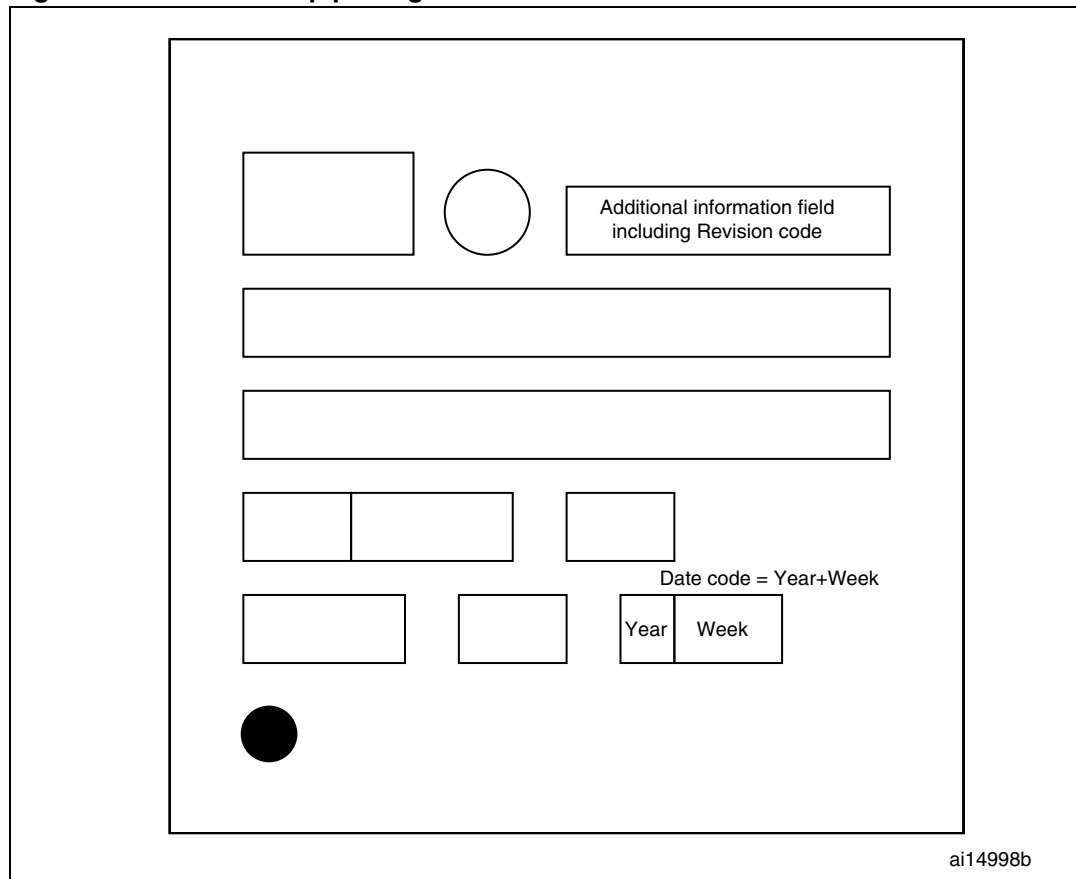 Additional information field
including Revision code
Date code = Year+Week
Year Week
ai14998b